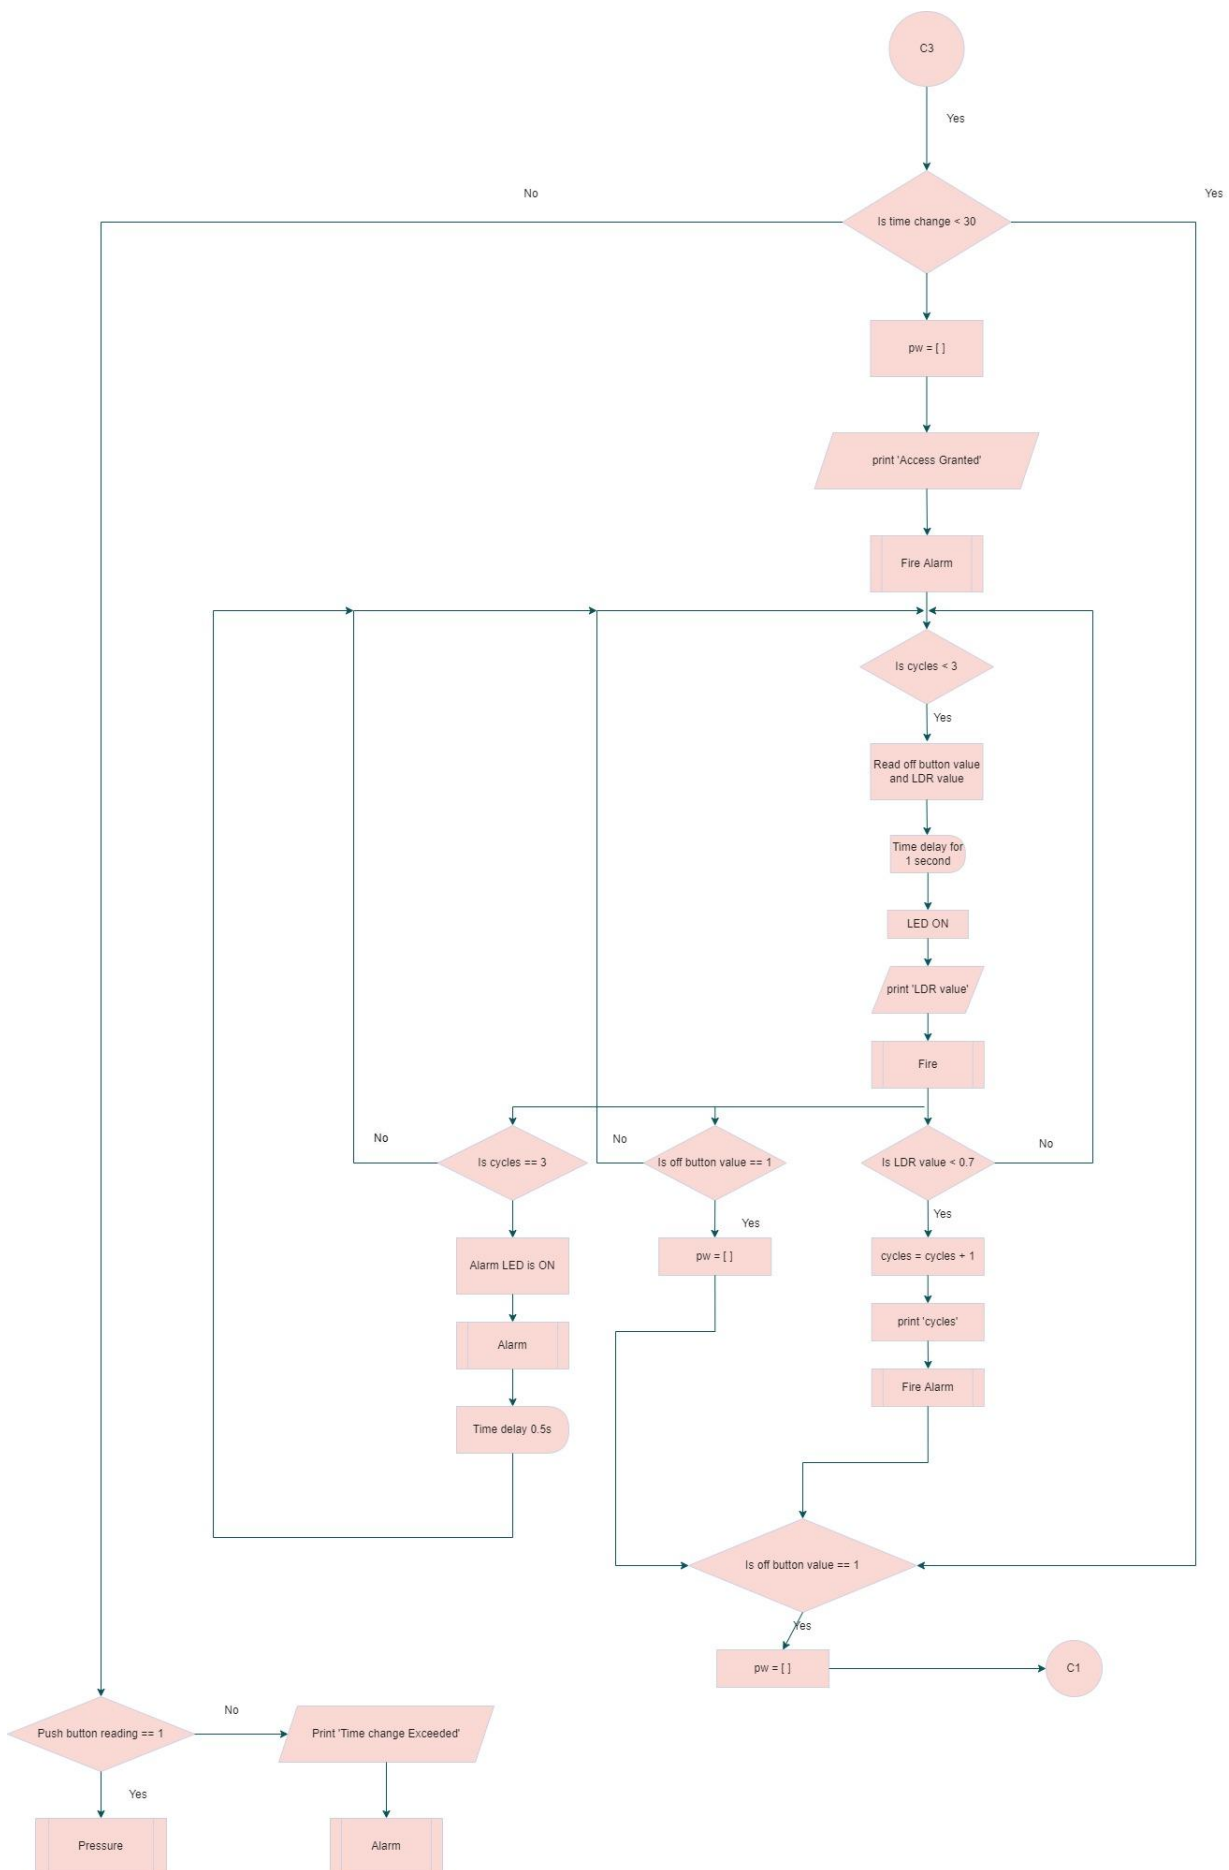 C3
Yes
No
Yes
Is time change < 30
pw = [ ]
print 'Access Granted'
Fire Alarm
Is cycles < 3
Yes
Read off button value
and LDR value
Time delay for
1 second
LED ON
print 'LDR value'
Fire
No
Is cycles == 3
No
Is off button value == 1
Is LDR value < 0.7
No
Yes
Yes
Alarm LED is ON
pw = [ ]
cycles = cycles + 1
print 'cycles'
Alarm
Fire Alarm
Time delay 0.5s
Is off button value == 1
Yes
pw = [ ]
C1
Push button reading == 1
No
Print 'Time change Exceeded'
Yes
Pressure
Alarm